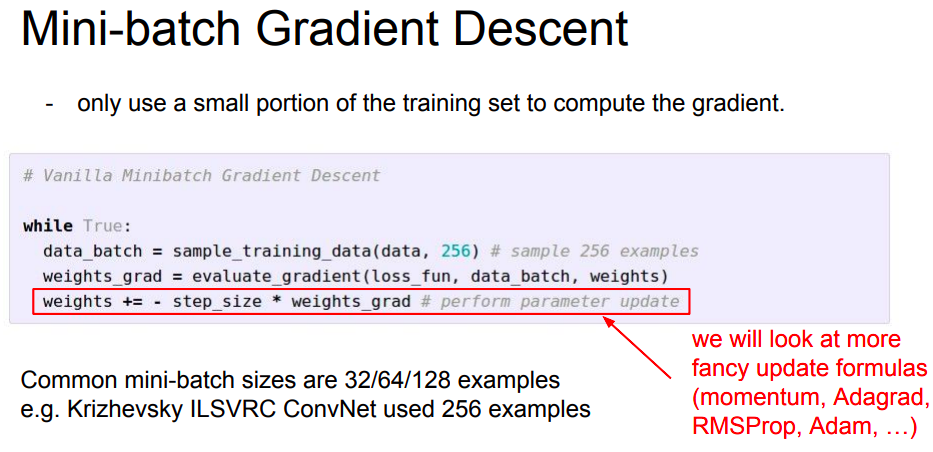 Mini-batch Gradient Descent
- only use a small portion of the training set to compute the gradient.
# Vanilla Minibatch Gradient Descent
while True:
data_batch = sample_training_data(data, 256) # sample 256 examples
weights_grad = evaluate_gradient(loss_fun, data_batch, weights)
weights += - step_size * weights_grad # perform parameter update
we will look at more
fancy update formulas
(momentum, Adagrad,
RMSProp, Adam, …)
Common mini-batch sizes are 32/64/128 examples
e.g. Krizhevsky ILSVRC ConvNet used 256 examples